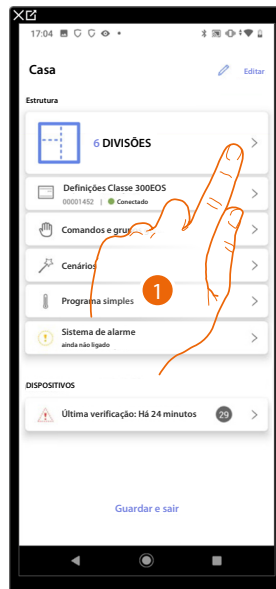 17:04
Casa
Editar
Estrutura
6 DIVISÕES
Definições Classe 300EOS
00001452 | Conectado
Comandos e gru
Cenários
1
Programa simples
Sistema de alarme
ainda não ligado
DISPOSITIVOS
Última verificação: Há 24 minutos 29
Guardar e sair